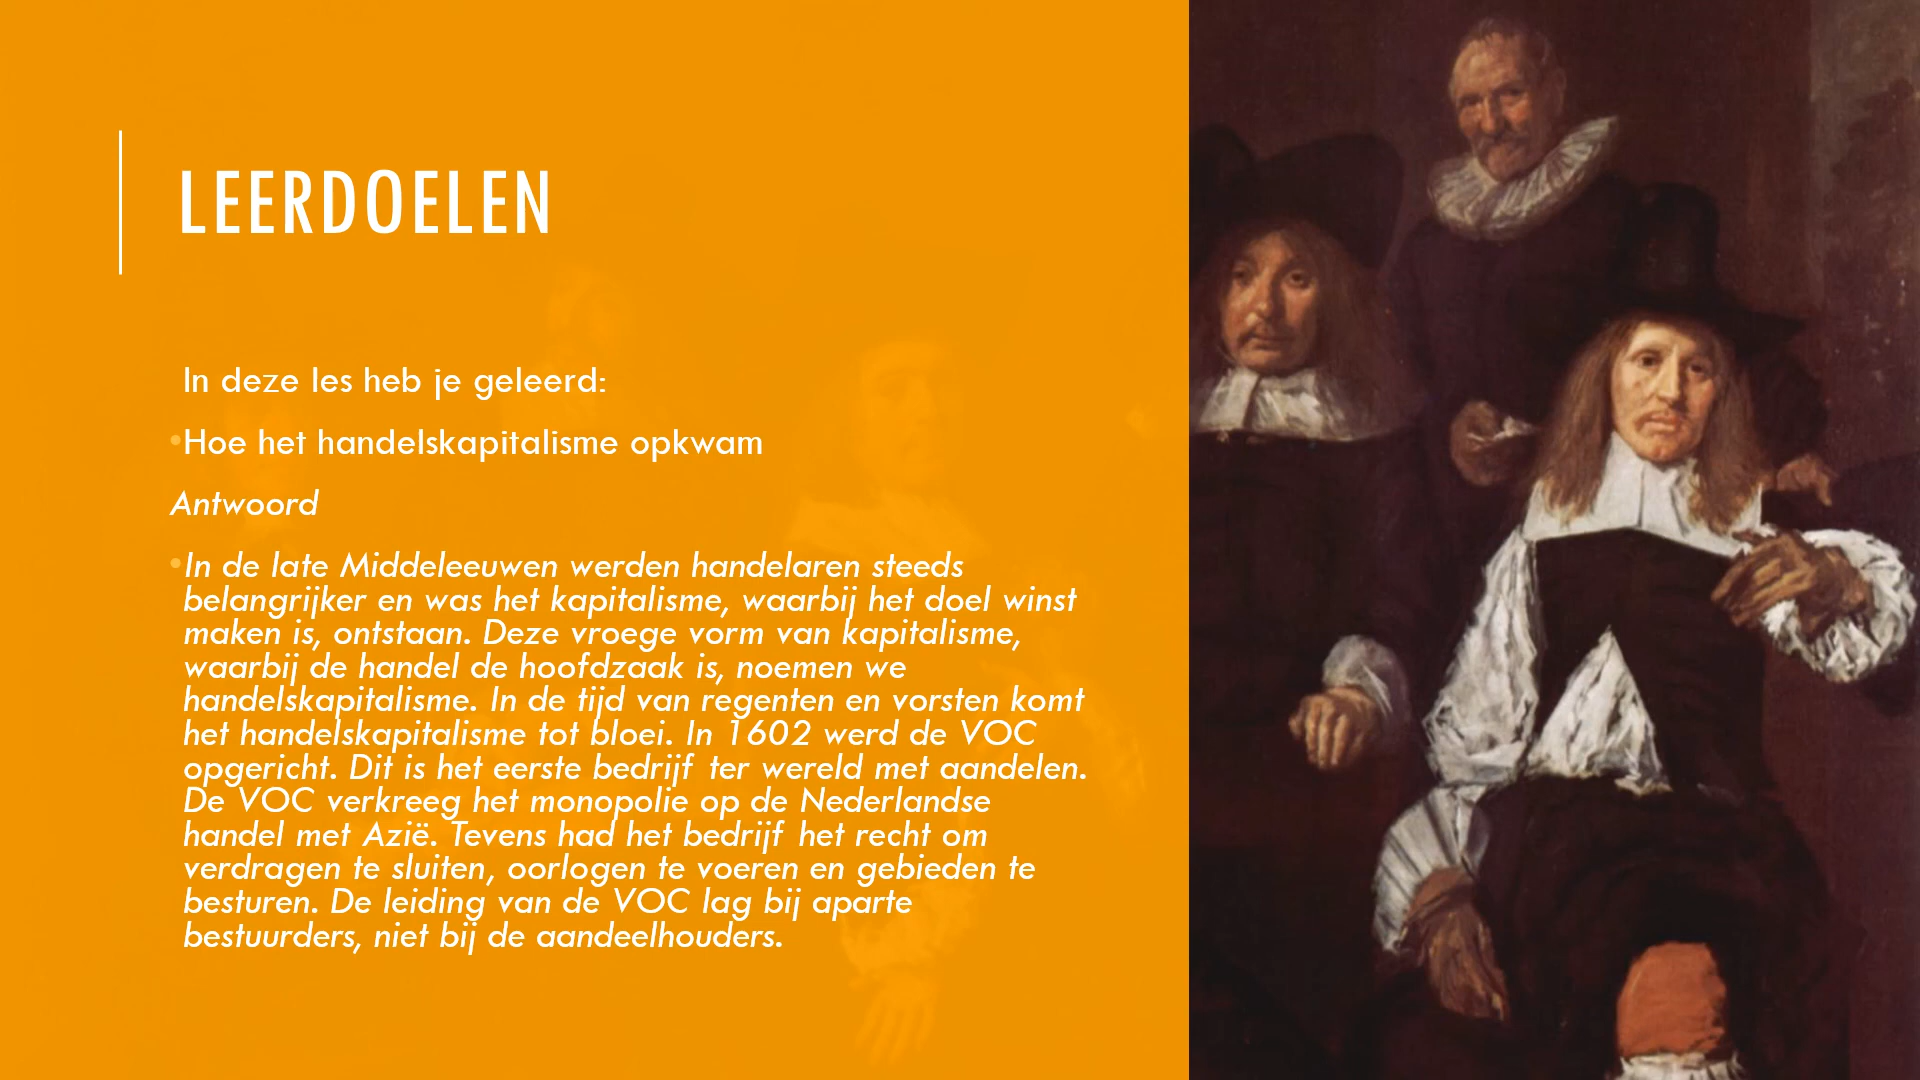 LEERDOELEN
In deze les heb je geleerd:
•Hoe het handelskapitalisme opkwam
Antwoord
•In de late Middeleeuwen werden handelaren steeds
belangrijker en was het kapitalisme, waarbij het doel winst
maken is, ontstaan. Deze vroege vorm van kapitalisme,
waarbij de handel de hoofdzaak is, noemen we
handelskapitalisme. In de tijd van regenten en vorsten komt
het handelskapitalisme tot bloei. In 1602 werd de VOC
opgericht. Dit is het eerste bedrijf ter wereld met aandelen.
De VOC verkreeg het monopolie op de Nederlandse
handel met Azië. Tevens had het bedrijf het recht om
verdragen te sluiten, oorlogen te voeren en gebieden te
besturen. De leiding van de VOC lag bij aparte
bestuurders, niet bij de aandeelhouders.